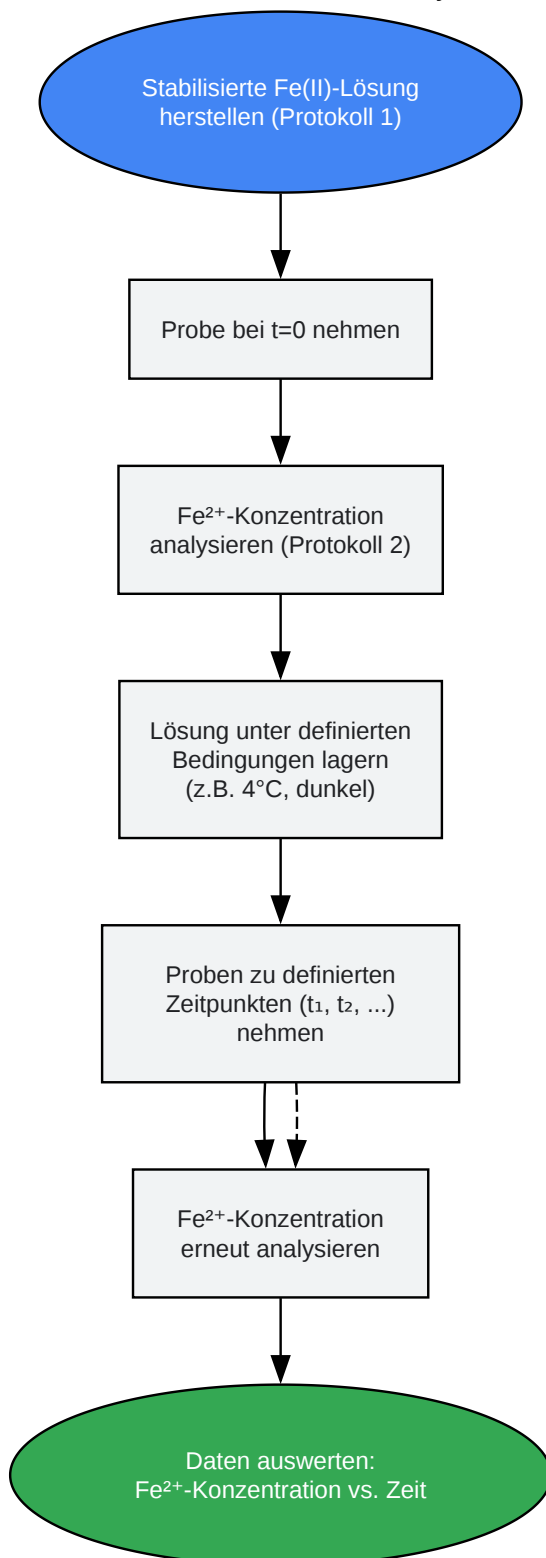 Stabilisierte Fe(II)-Lösung
herstellen (Protokoll 1)
Probe bei t=0 nehmen
Fe²⁺-Konzentration
analysieren (Protokoll 2)
Lösung unter definierten
Bedingungen lagern
(z.B. 4°C, dunkel)
Proben zu definierten
Zeitpunkten (t₁, t₂, ...)
nehmen
Fe²⁺-Konzentration
erneut analysieren
Daten auswerten:
Fe²⁺-Konzentration vs. Zeit